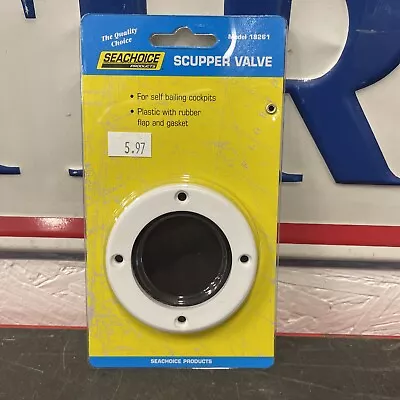 The Quality
Choice
Model 18261
SEACHOICE
PRODUCTS
SCUPPER VALVE
• For self bailing cockpits
• Plastic with rubber
flap and gasket
5.97
SEACHOICE PRODUCTS